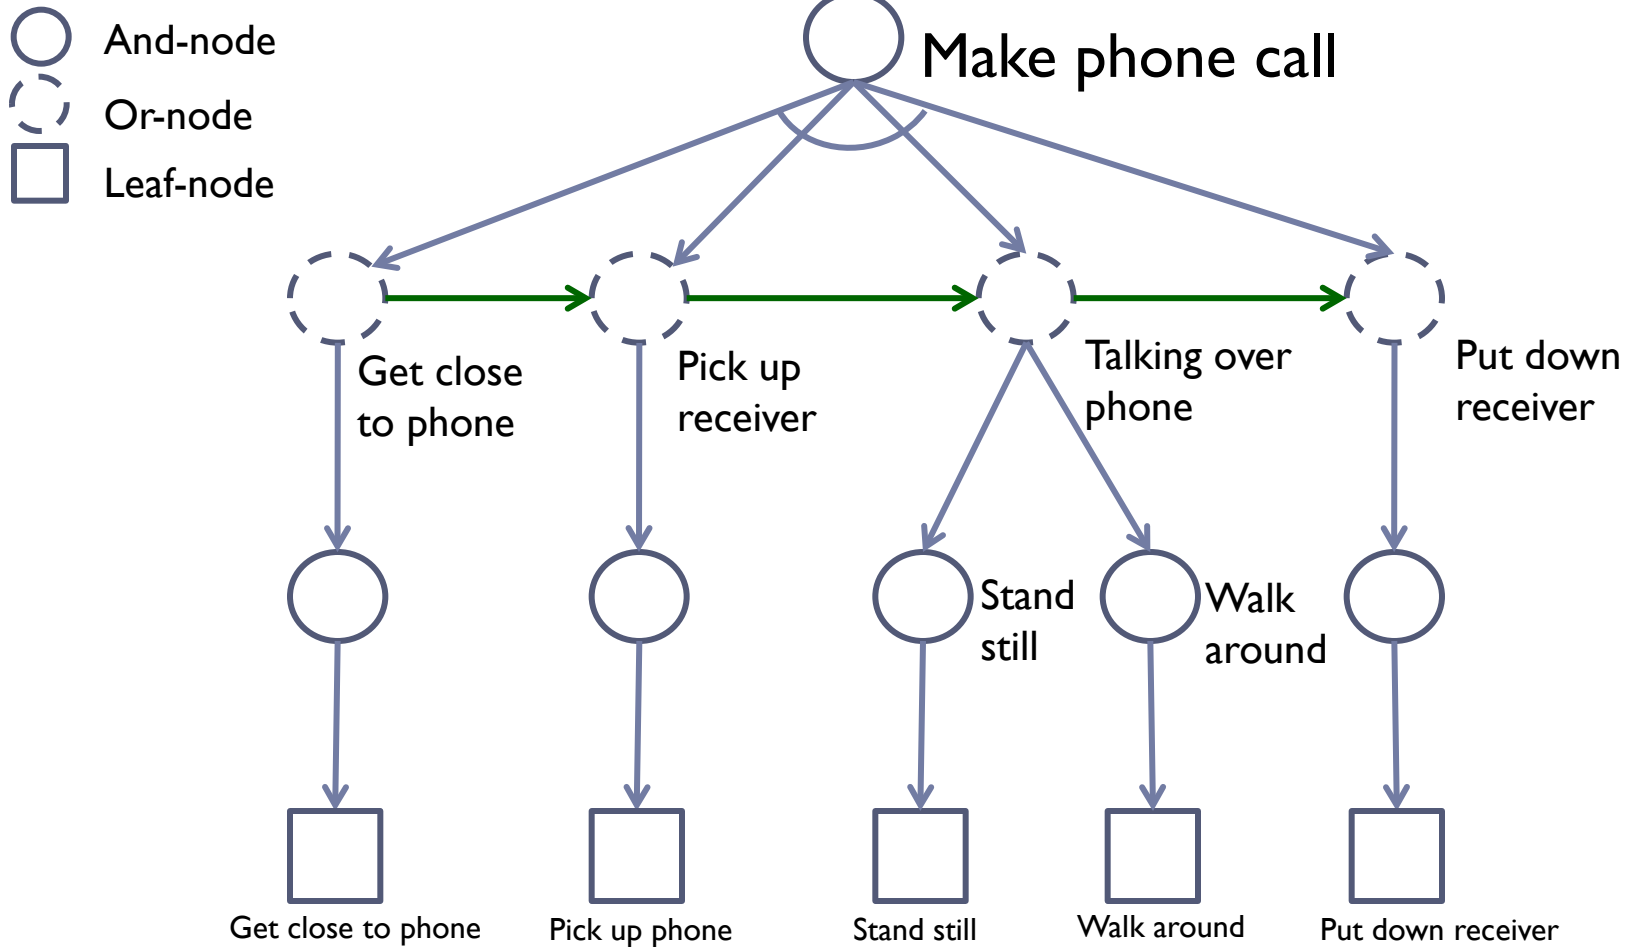 And-node
Make phone call
Or-node
Leaf-node
Get close
to phone
Pick up
receiver
Talking over
phone
Put down
receiver
Stand
still
Walk
around
Get close to phone
Pick up phone
Stand still
Walk around
Put down receiver